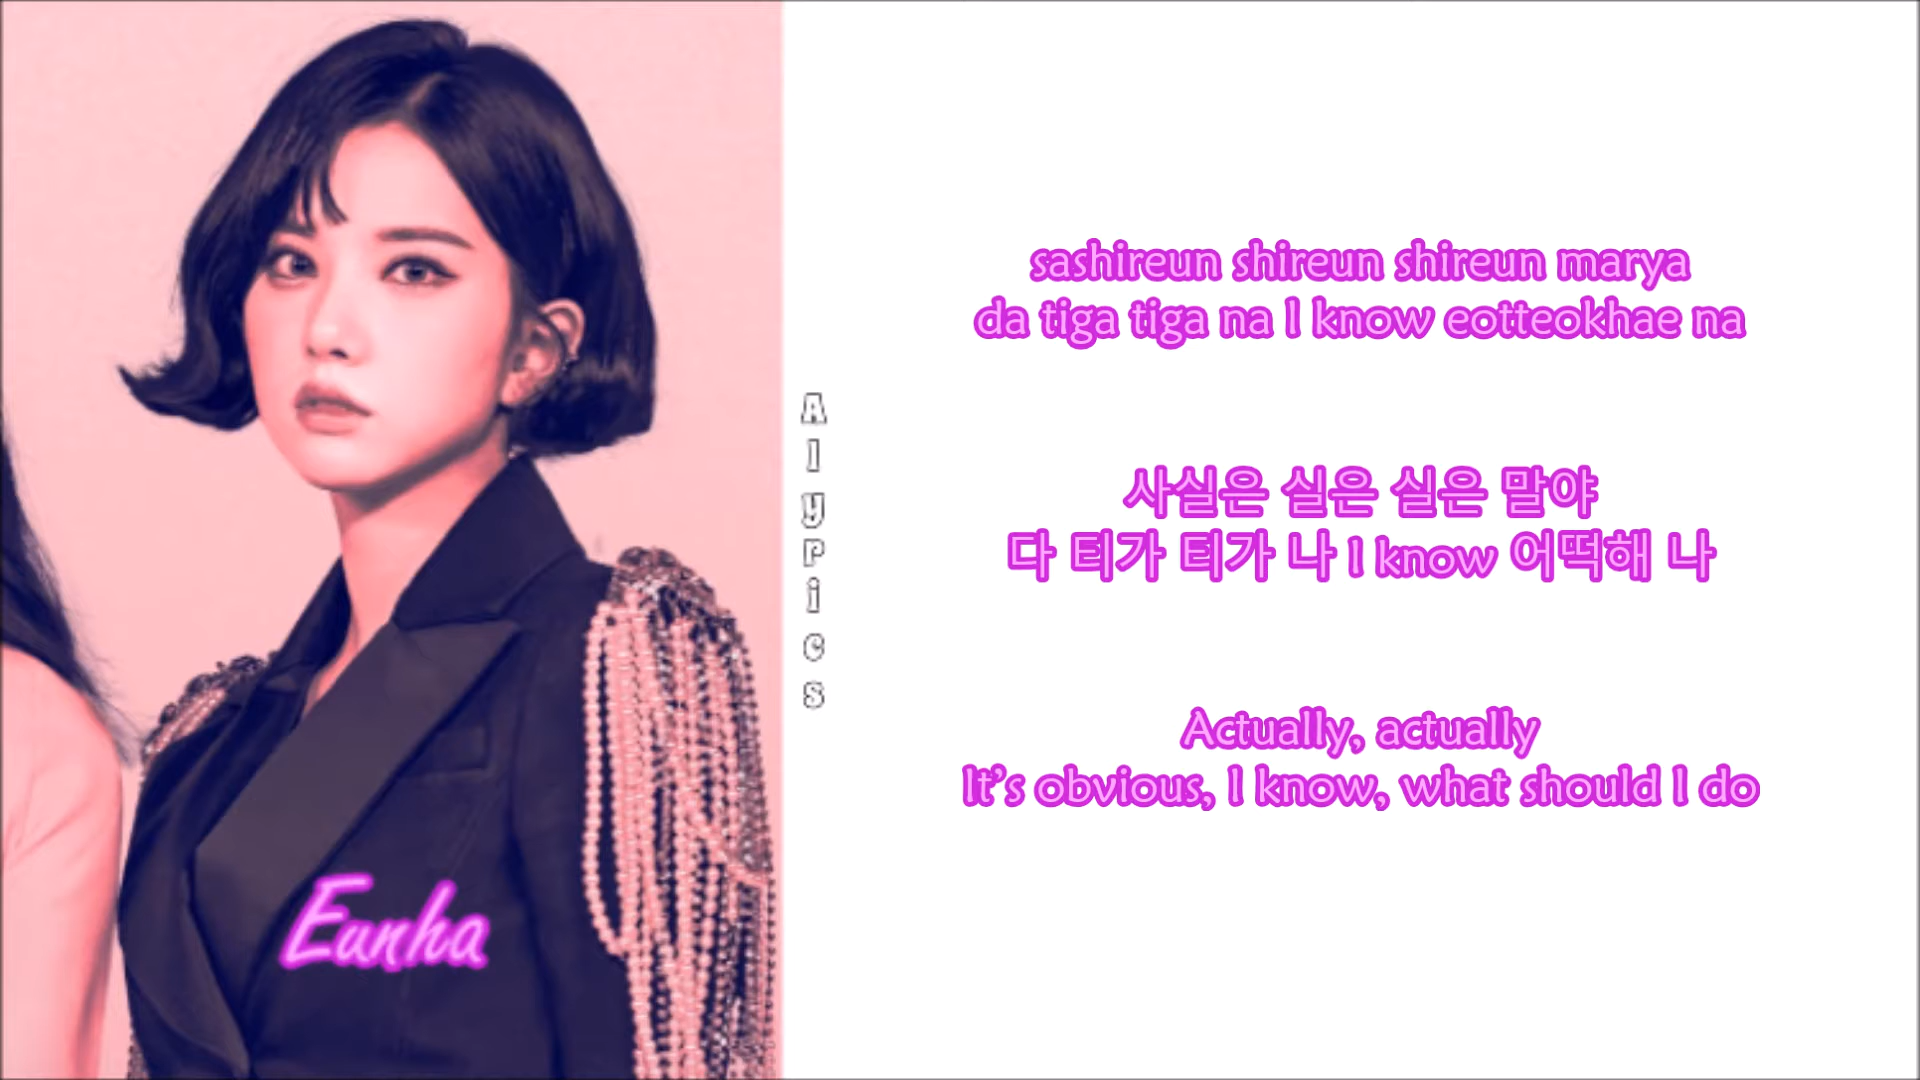 Eunha
Alyrics
sashireun shireun shireun marya
da tiga tiga na I know eotteokhae na
사실은 실은 실은 말야
다 티가 티가 나 I know 어떡해 나
Actually, actually
It's obvious, I know, what should I do